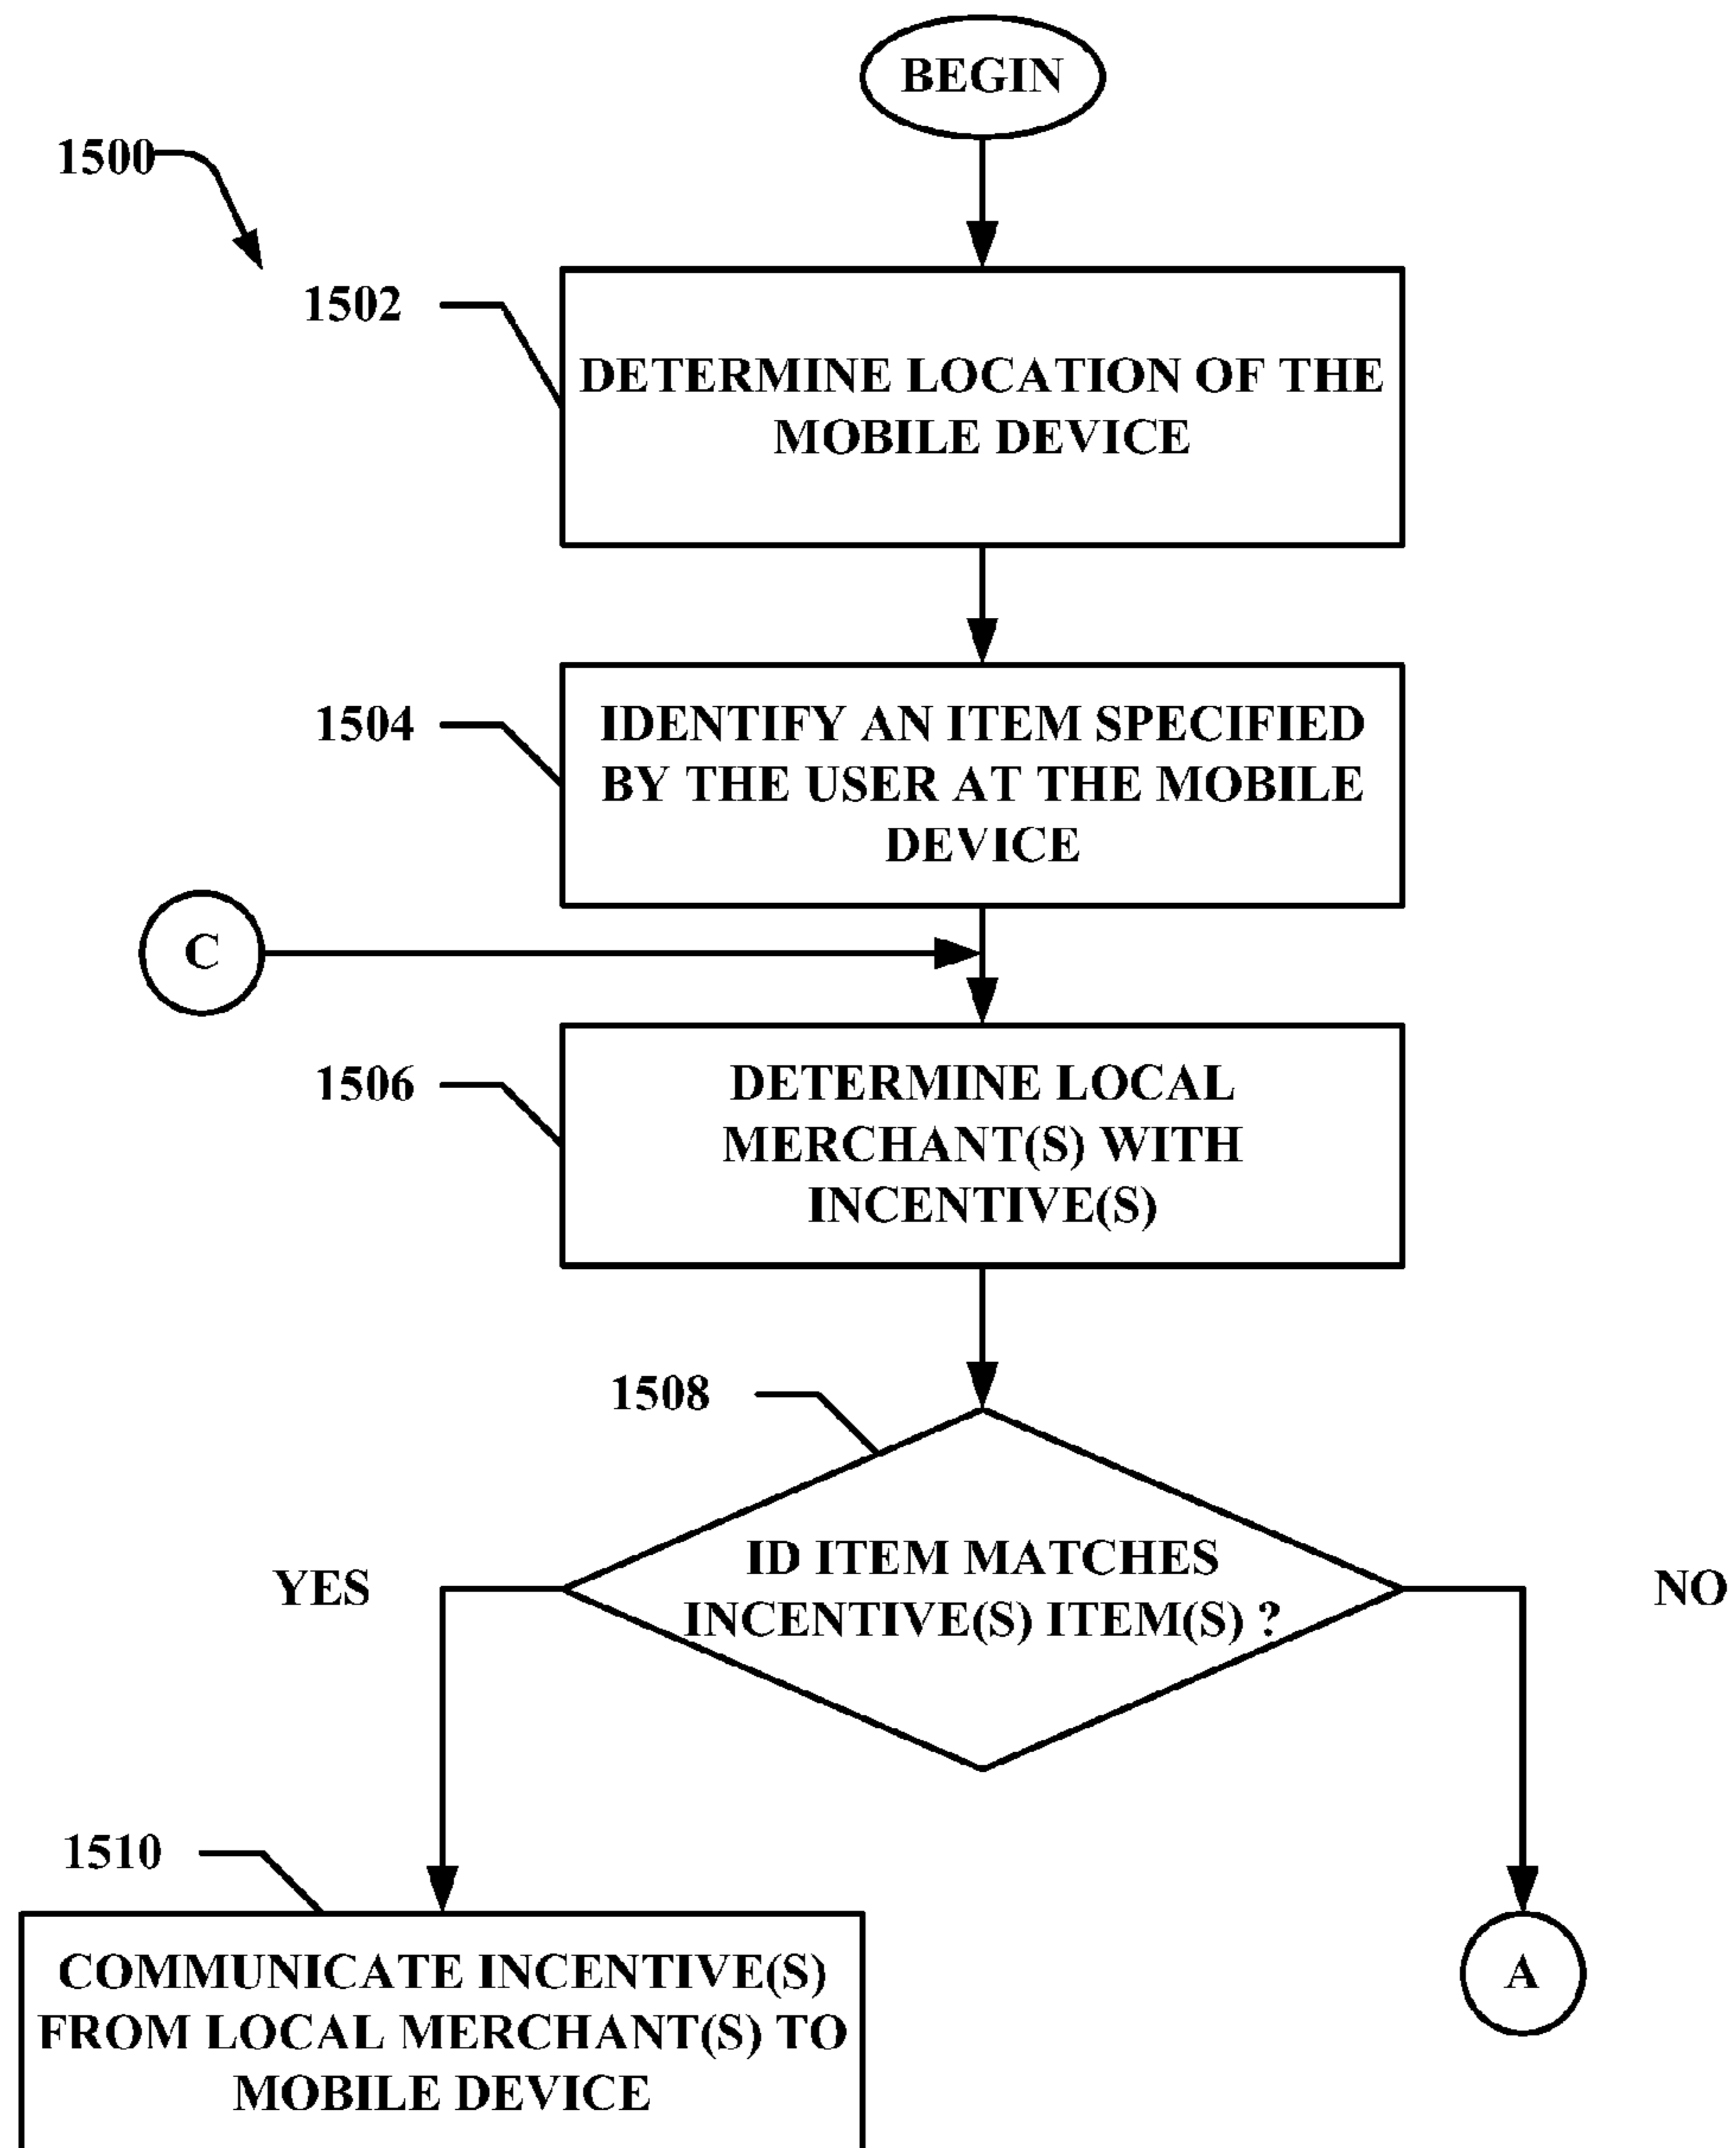 BEGIN
1500
1502
DETERMINE LOCATION OF THE
MOBILE DEVICE
1504
IDENTIFY AN ITEM SPECIFIED
BY THE USER AT THE MOBILE
DEVICE
C
1506
DETERMINE LOCAL
MERCHANT(S) WITH
INCENTIVE(S)
1508
ID ITEM MATCHES
INCENTIVE(S) ITEM(S) ?
YES
NO
1510
COMMUNICATE INCENTIVE(S)
FROM LOCAL MERCHANT(S) TO
MOBILE DEVICE
A